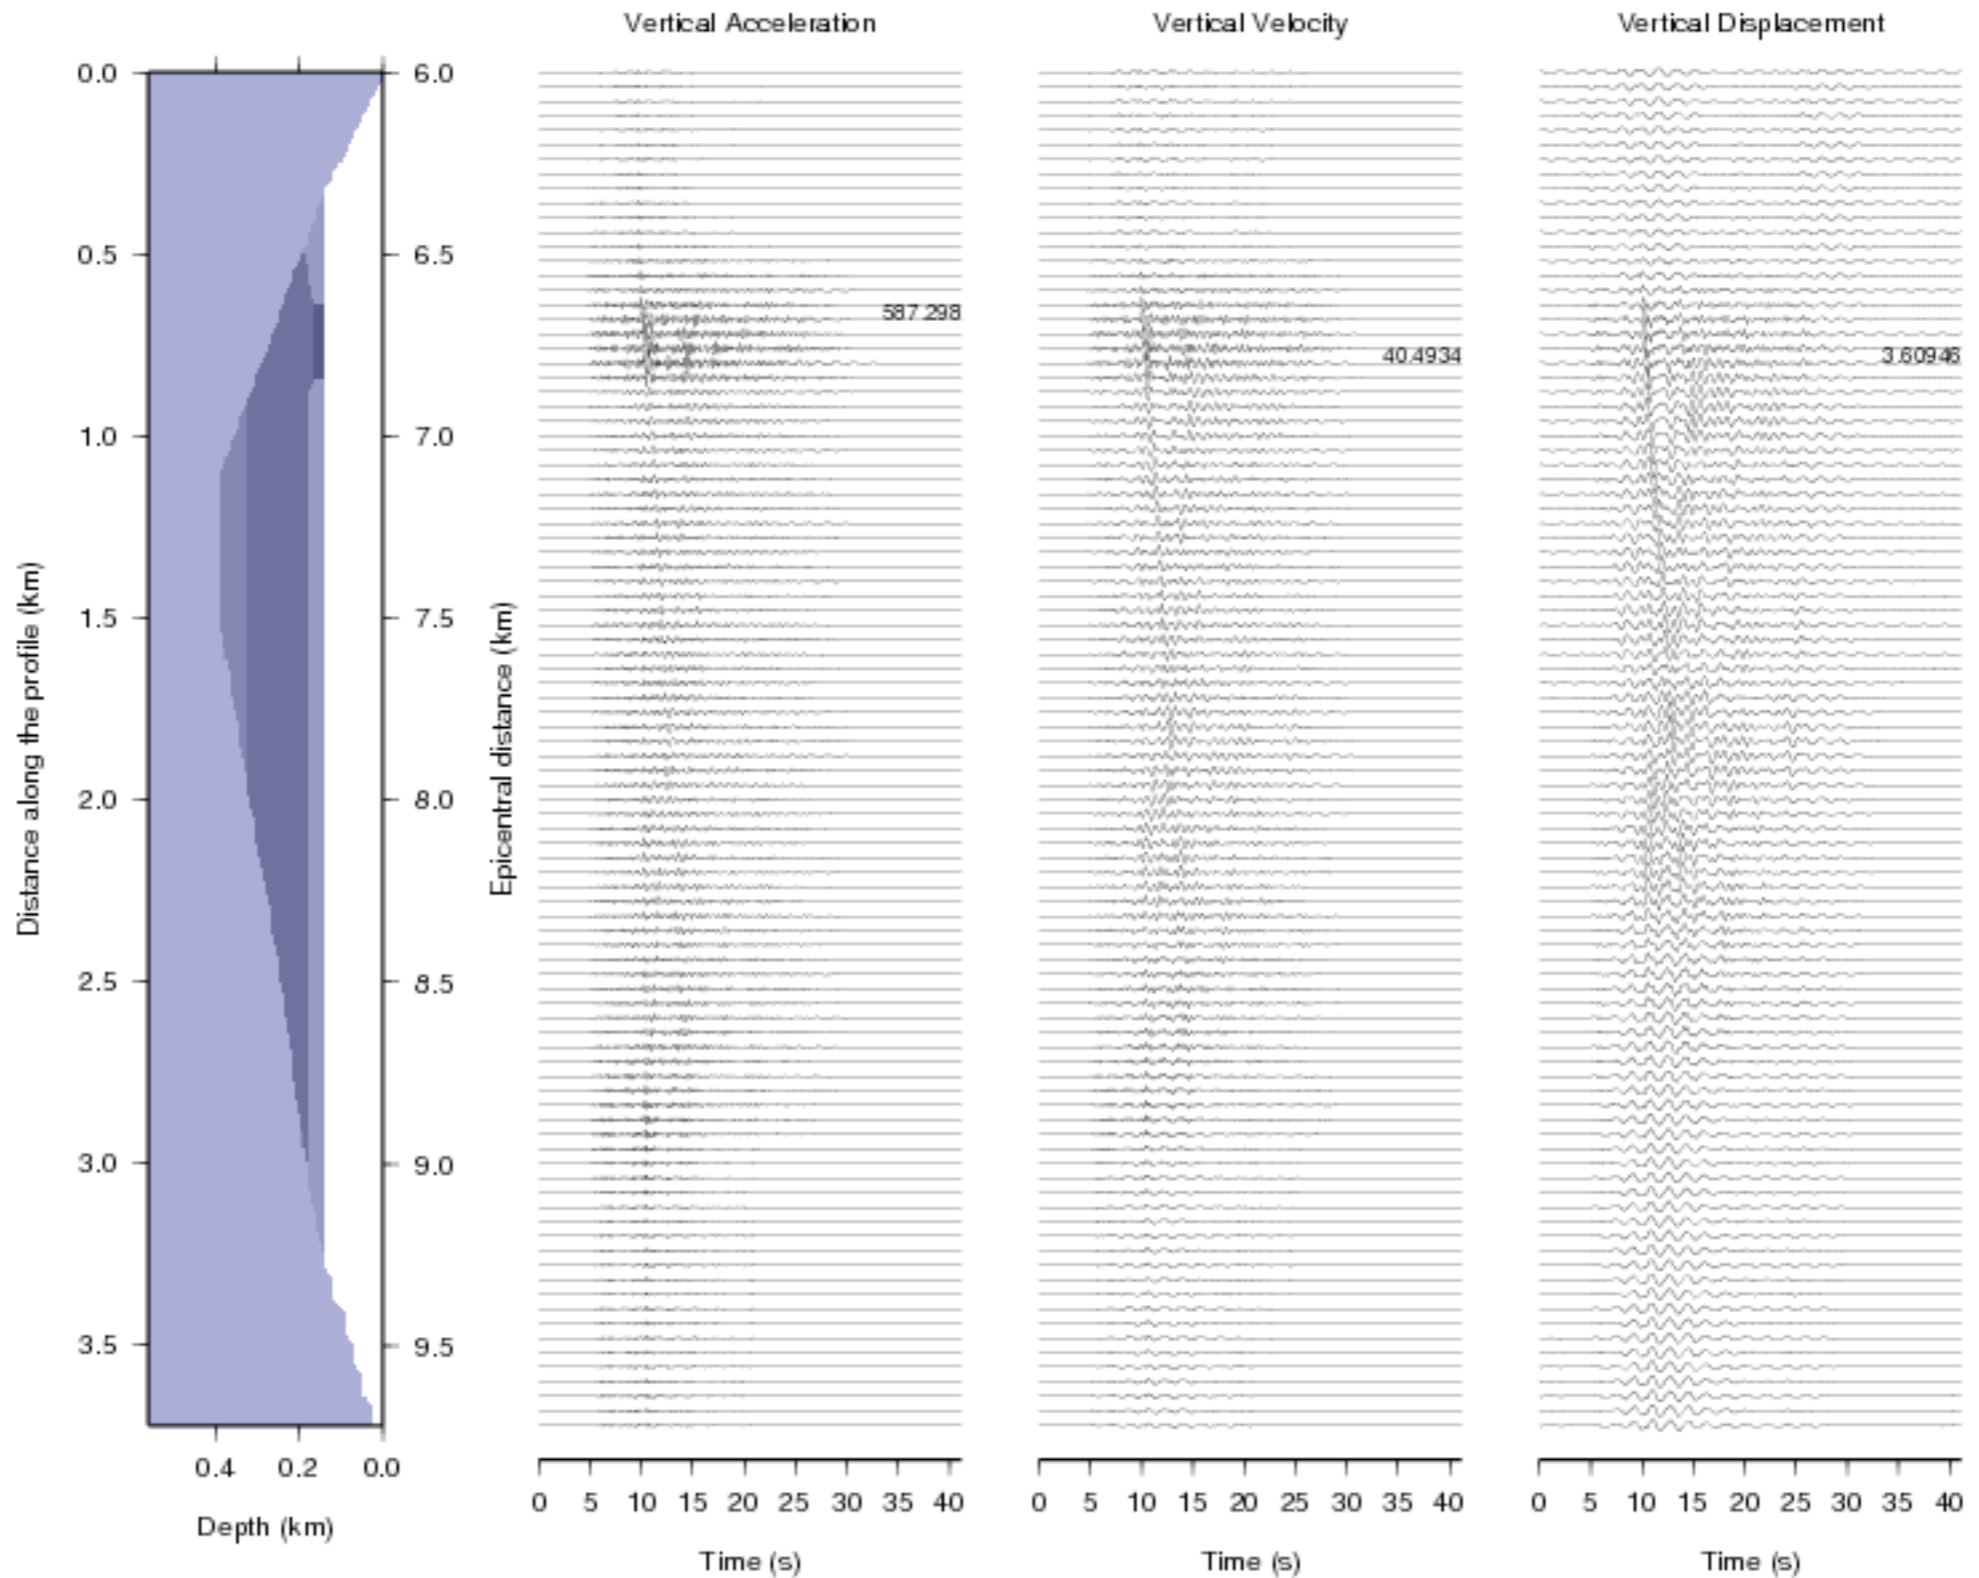 Vertical Acceleration Vertical Velocity Vertical Displacement
0.0 6.0
0.5 6.5
587.298
40.4934 3.60946
1.0 7.0
1.5 7.5
Distance along the profile (km)
Epicentral distance (km)
2.0 8.0
2.5 8.5
3.0 9.0
3.5 9.5
0.4 0.2 0.0
0 5 10 15 20 25 30 35 40 0 5 10 15 20 25 30 35 40 0 5 10 15 20 25 30 35 40
Depth (km)
Time (s) Time (s) Time (s)